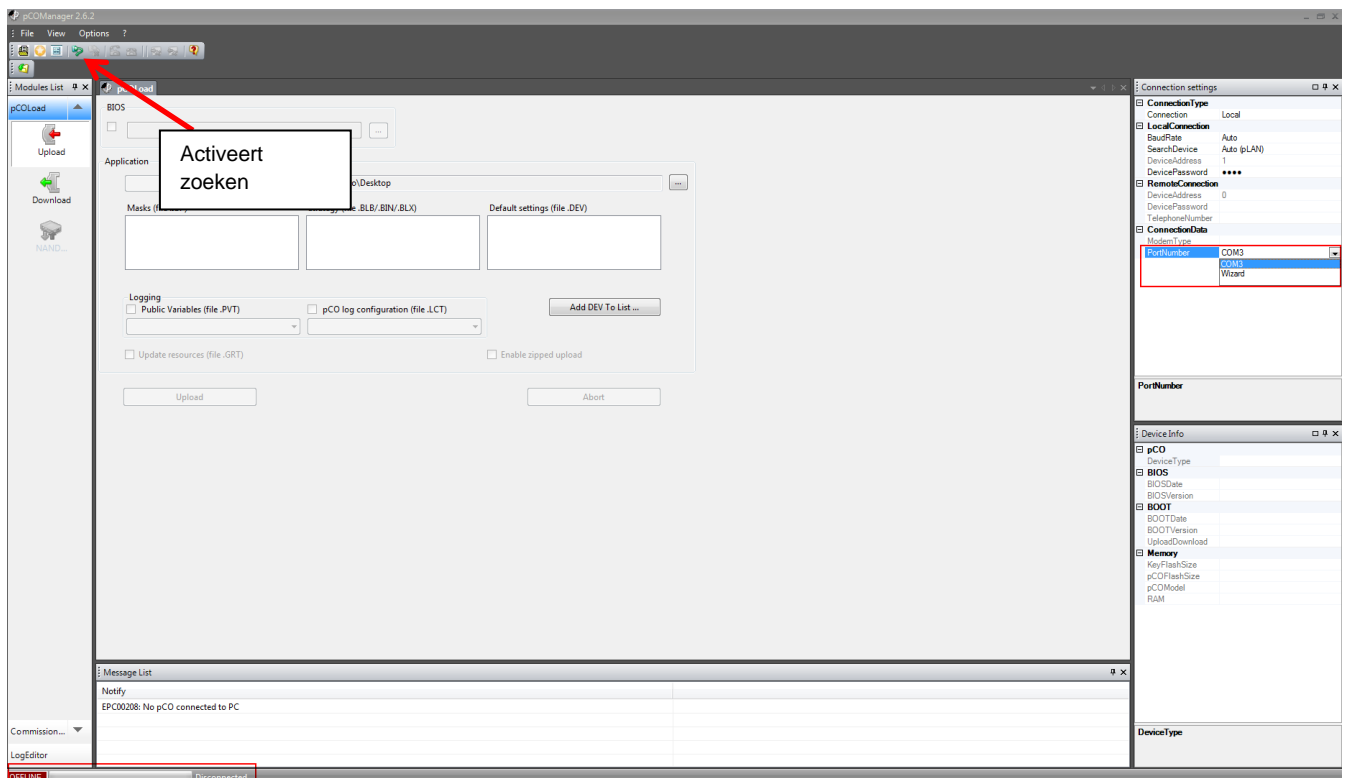 pCOManager 2.6.2
File View Options ?
Modules List
pCOLoad
Upload
Download
NAND...
Commission...
LogEditor
pCOLoad
BIOS
...
Activeert
zoeken
Application
o\Desktop
...
Masks
.BLB/.BIN/.BLX)
Default settings (file .DEV)
Logging
Public Variables (file .PVT)
pCO log configuration (file .LCT)
Add DEV To List ...
Update resources (file .GRT)
Enable zipped upload
Upload
Abort
Message List
Notify
EPC00208: No pCO connected to PC
Connection settings
ConnectionType
Connection Local
LocalConnection
BaudRate Auto
SearchDevice Auto (pLAN)
DeviceAddress 1
DevicePassword ••••
RemoteConnection
DeviceAddress 0
DevicePassword
TelephoneNumber
ConnectionData
ModemType
PortNumber COM3
COM3
Wizard
PortNumber
Device Info
pCO
DeviceType
BIOS
BIOSDate
BIOSVersion
BOOT
BOOTDate
BOOTVersion
UploadDownload
Memory
KeyFlashSize
pCOFlashSize
pCOModel
RAM
DeviceType
OFFLINE Disconnected